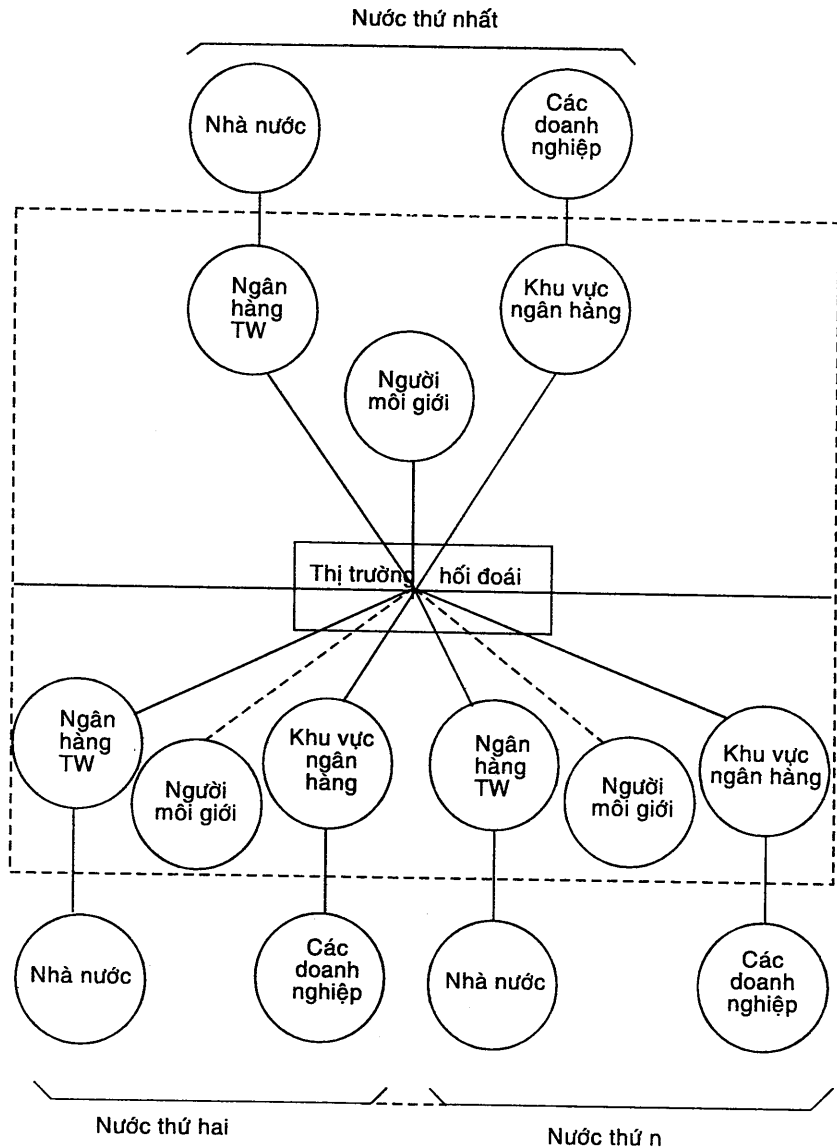 Nước thứ nhất
Nhà nước
Các
doanh
nghiệp
Ngân
hàng
TW
Khu vực
ngân hàng
Người
môi giới
Thị trường hối đoái
Ngân
hàng
TW
Người
môi giới
Khu vực
ngân
hàng
Ngân
hàng
TW
Người
môi giới
Khu vực
ngân hàng
Nhà nước
Các
doanh
nghiệp
Nhà nước
Các
doanh
nghiệp
Nước thứ hai
Nước thứ n